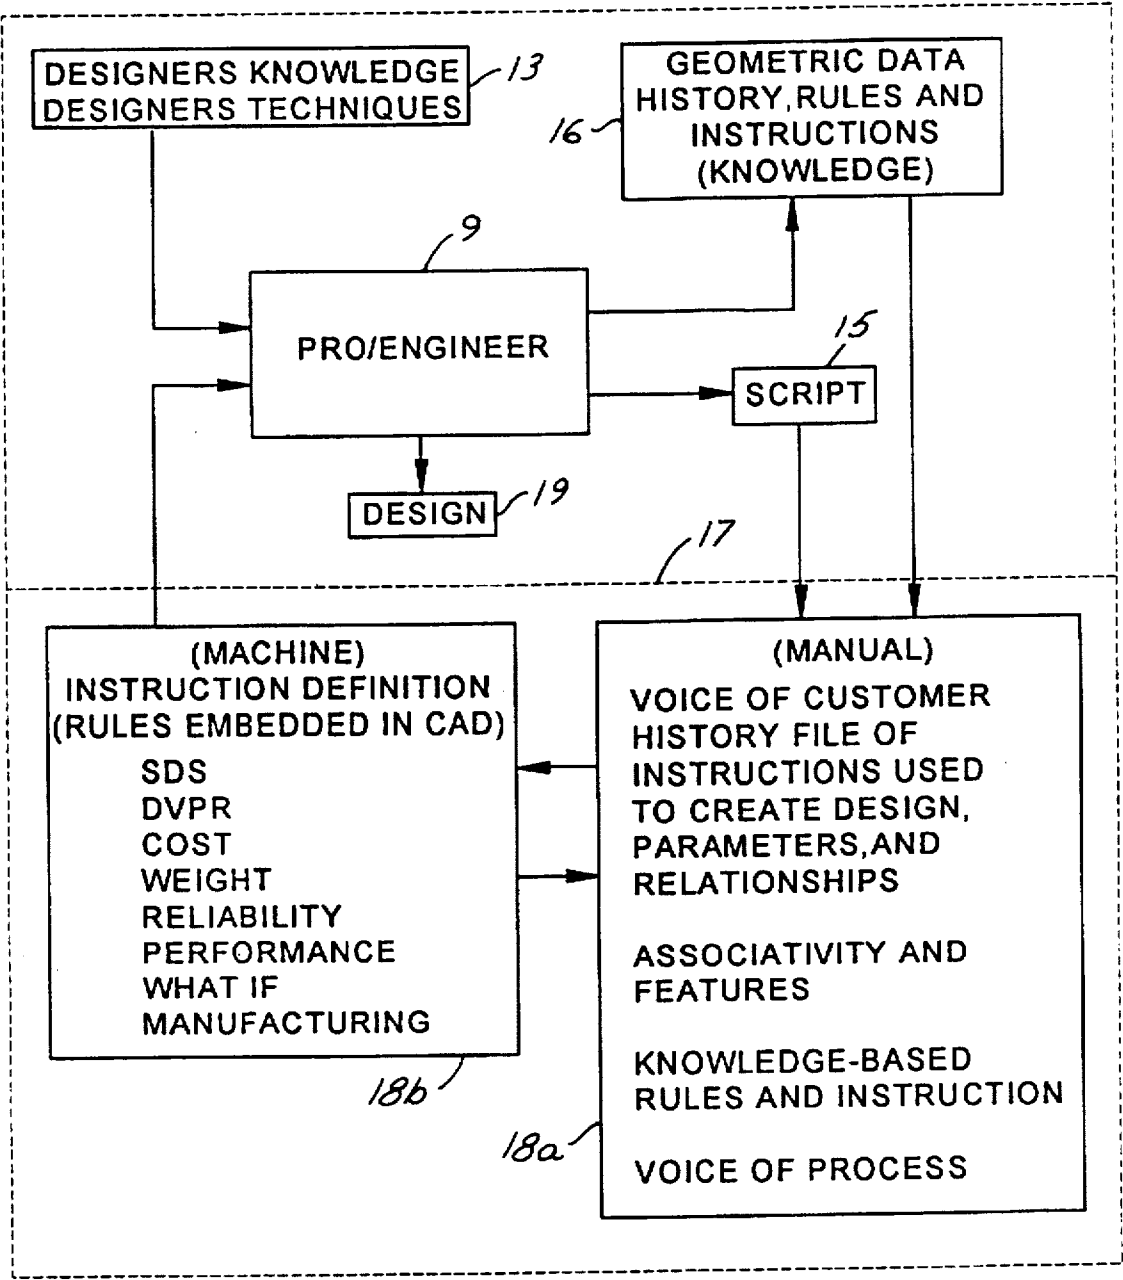 DESIGNERS KNOWLEDGE
DESIGNERS TECHNIQUES
13
GEOMETRIC DATA
HISTORY, RULES AND
INSTRUCTIONS
(KNOWLEDGE)
16
9
PRO/ENGINEER
15
SCRIPT
DESIGN
19
17
(MACHINE)
INSTRUCTION DEFINITION
(RULES EMBEDDED IN CAD)
SDS
DVPR
COST
WEIGHT
RELIABILITY
PERFORMANCE
WHAT IF
MANUFACTURING
18b
(MANUAL)
VOICE OF CUSTOMER
HISTORY FILE OF
INSTRUCTIONS USED
TO CREATE DESIGN,
PARAMETERS, AND
RELATIONSHIPS
ASSOCIATIVITY AND
FEATURES
KNOWLEDGE-BASED
RULES AND INSTRUCTION
VOICE OF PROCESS
18a